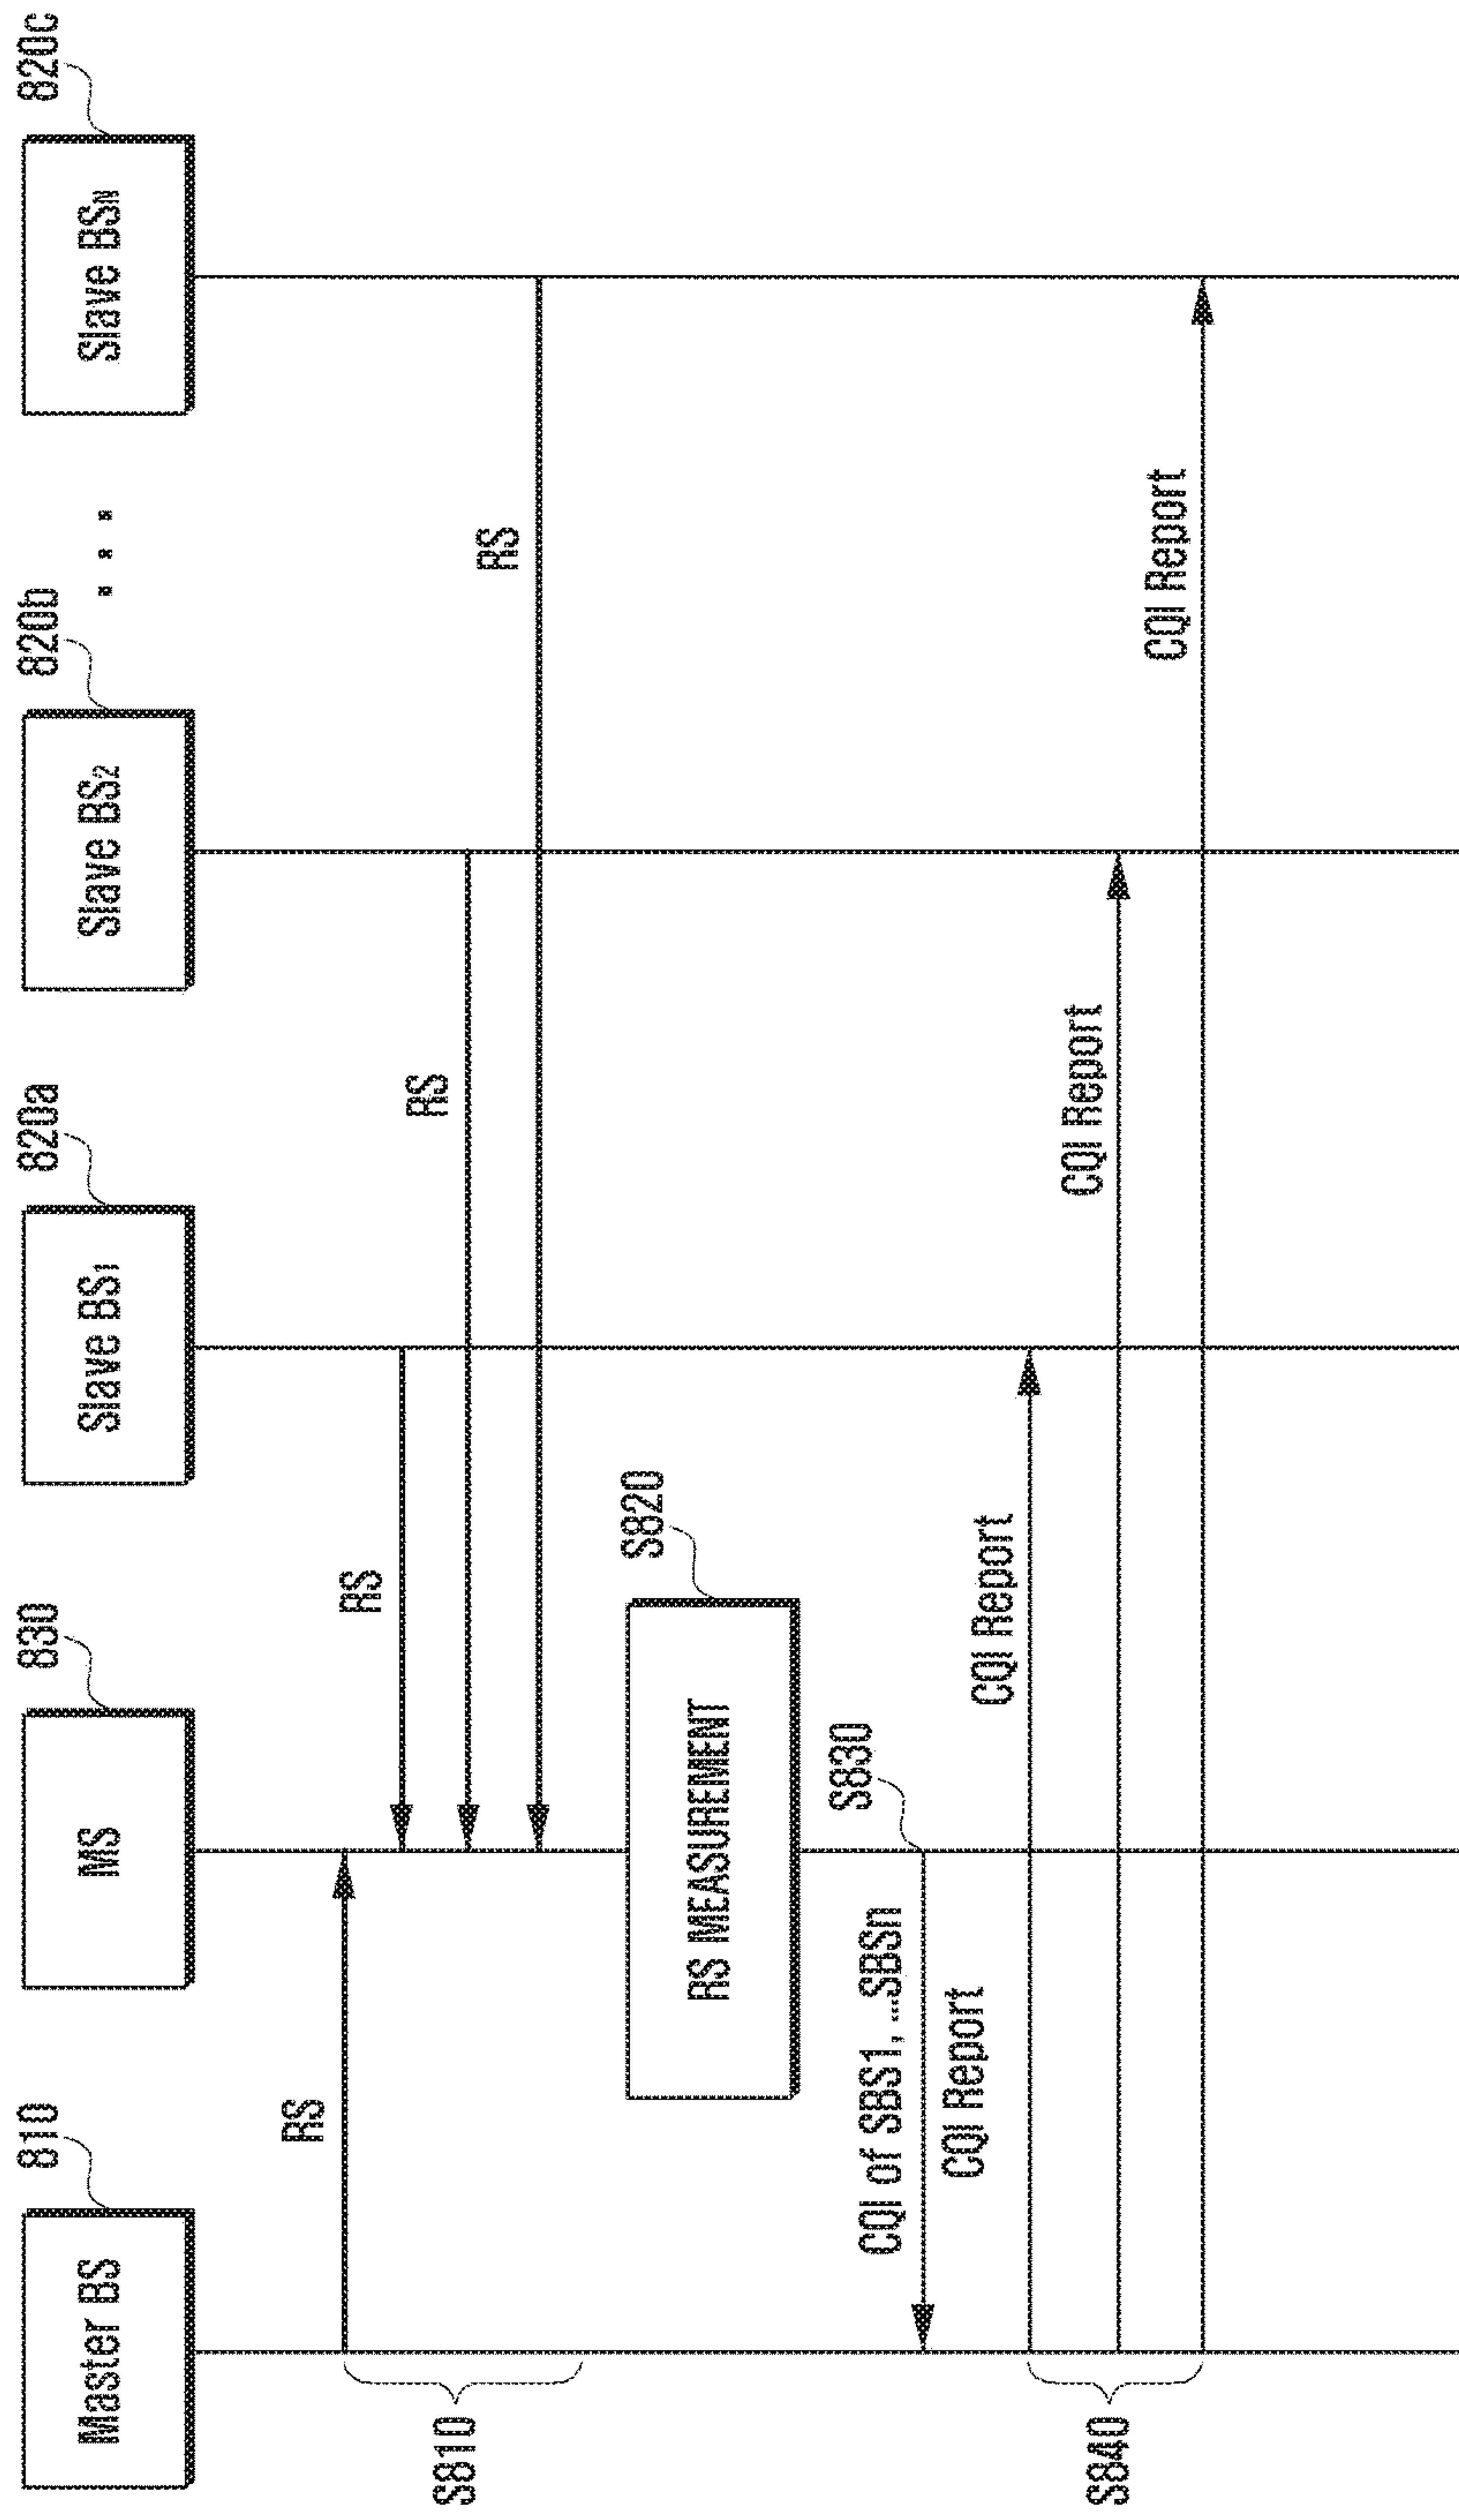 810
830
820a
820b
820c
Master BS
MS
Slave BS1
Slave BS2
...
Slave BSN
S810
RS
RS
RS
RS
RS MEASUREMENT
S820
S830
CQI of SBS1, ...SBSn
CQI Report
S840
CQI Report
CQI Report
CQI Report